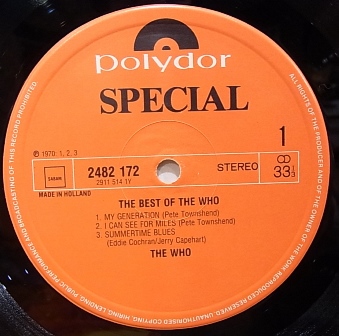 polydor
SPECIAL
1
℗ 1970: 1, 2, 3
STEMRA
MADE IN HOLLAND
2482 172
2911 514 1Y
STEREO
33⅓
THE BEST OF THE WHO
1. MY GENERATION (Pete Townshend)
2. I CAN SEE FOR MILES (Pete Townshend)
3. SUMMERTIME BLUES
(Eddie Cochran/Jerry Capehart)
THE WHO
ALL RIGHTS OF THE PRODUCER AND OF THE OWNER OF THE WORK REPRODUCED RESERVED. UNAUTHORISED COPYING, HIRING, LENDING, PUBLIC PERFORMANCE AND BROADCASTING OF THIS RECORD PROHIBITED